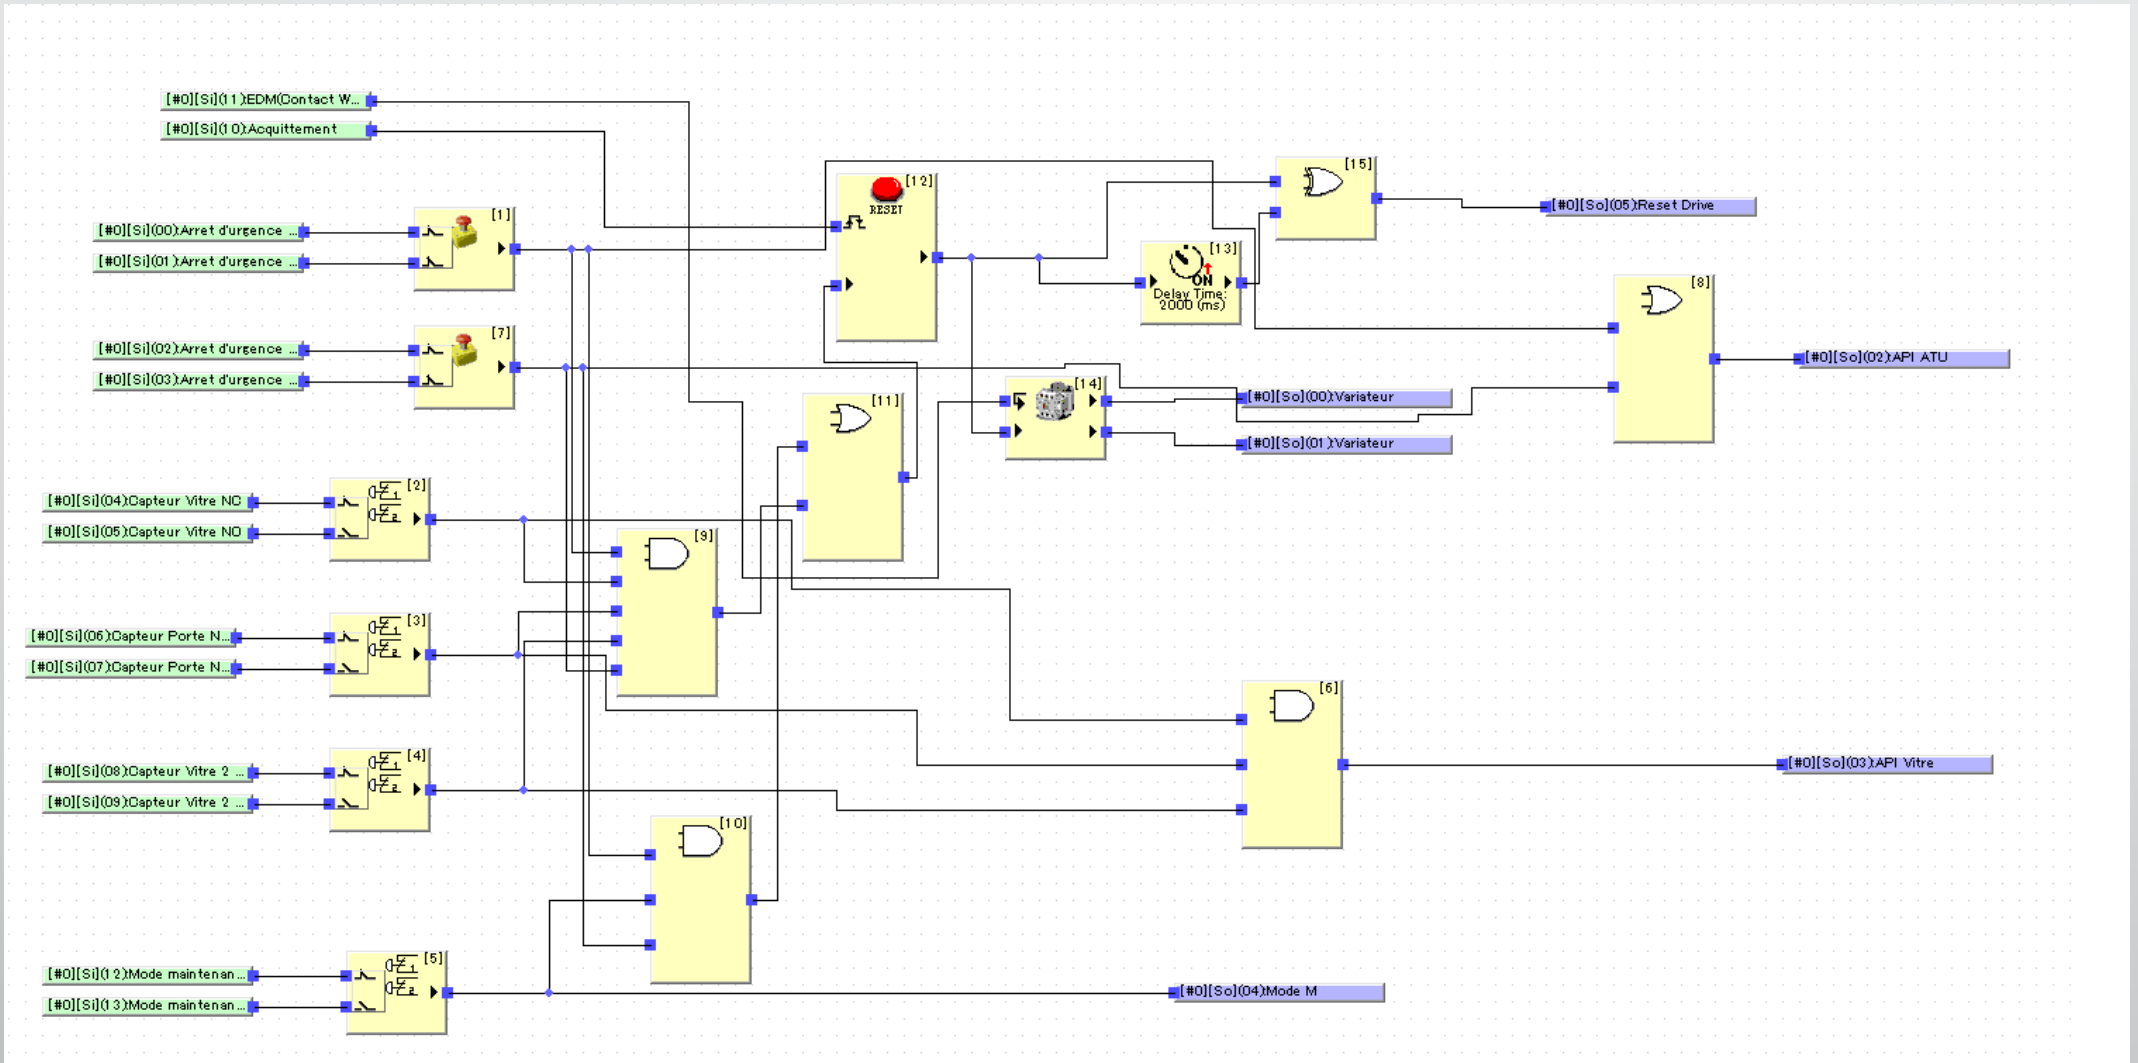 [#0][Si](11):EDM(Contact W...
[#0][Si](10):Acquittement
[#0][Si](00):Arret d'urgence ...
[#0][Si](01):Arret d'urgence ...
[1]
[12]
RESET
[15]
[#0][So](05):Reset Drive
[13]
ON
Delay Time:
2000 (ms)
[8]
[#0][So](02):API ATU
[#0][Si](02):Arret d'urgence ...
[#0][Si](03):Arret d'urgence ...
[7]
[14]
[#0][So](00):Variateur
[#0][So](01):Variateur
[11]
[#0][Si](04):Capteur Vitre NC
[#0][Si](05):Capteur Vitre NO
[2]
[9]
[#0][Si](06):Capteur Porte N...
[#0][Si](07):Capteur Porte N...
[3]
[6]
[#0][So](03):API Vitre
[#0][Si](08):Capteur Vitre 2 ...
[#0][Si](09):Capteur Vitre 2 ...
[4]
[10]
[#0][Si](12):Mode maintenan...
[#0][Si](13):Mode maintenan...
[5]
[#0][So](04):Mode M